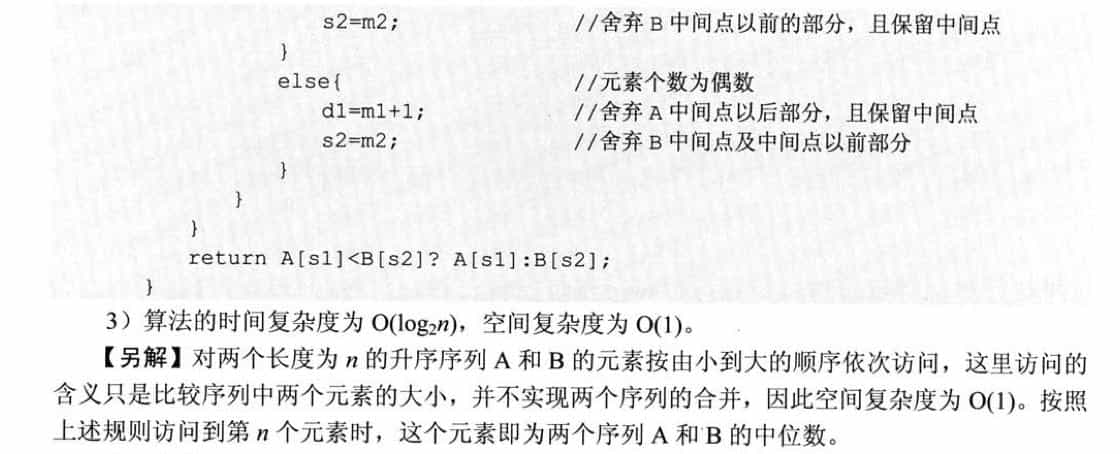 s2=m2; //舍弃 B 中间点以前的部分，且保留中间点
}
else{ //元素个数为偶数
d1=m1+1; //舍弃 A 中间点以后部分，且保留中间点
s2=m2; //舍弃 B 中间点及中间点以前部分
}
}
}
return A[s1]<B[s2]? A[s1]:B[s2];
}
3）算法的时间复杂度为 O(log₂n)，空间复杂度为 O(1)。
【另解】对两个长度为 n 的升序序列 A 和 B 的元素按由小到大的顺序依次访问，这里访问的
含义只是比较序列中两个元素的大小，并不实现两个序列的合并，因此空间复杂度为 O(1)。按照
上述规则访问到第 n 个元素时，这个元素即为两个序列 A 和 B 的中位数。